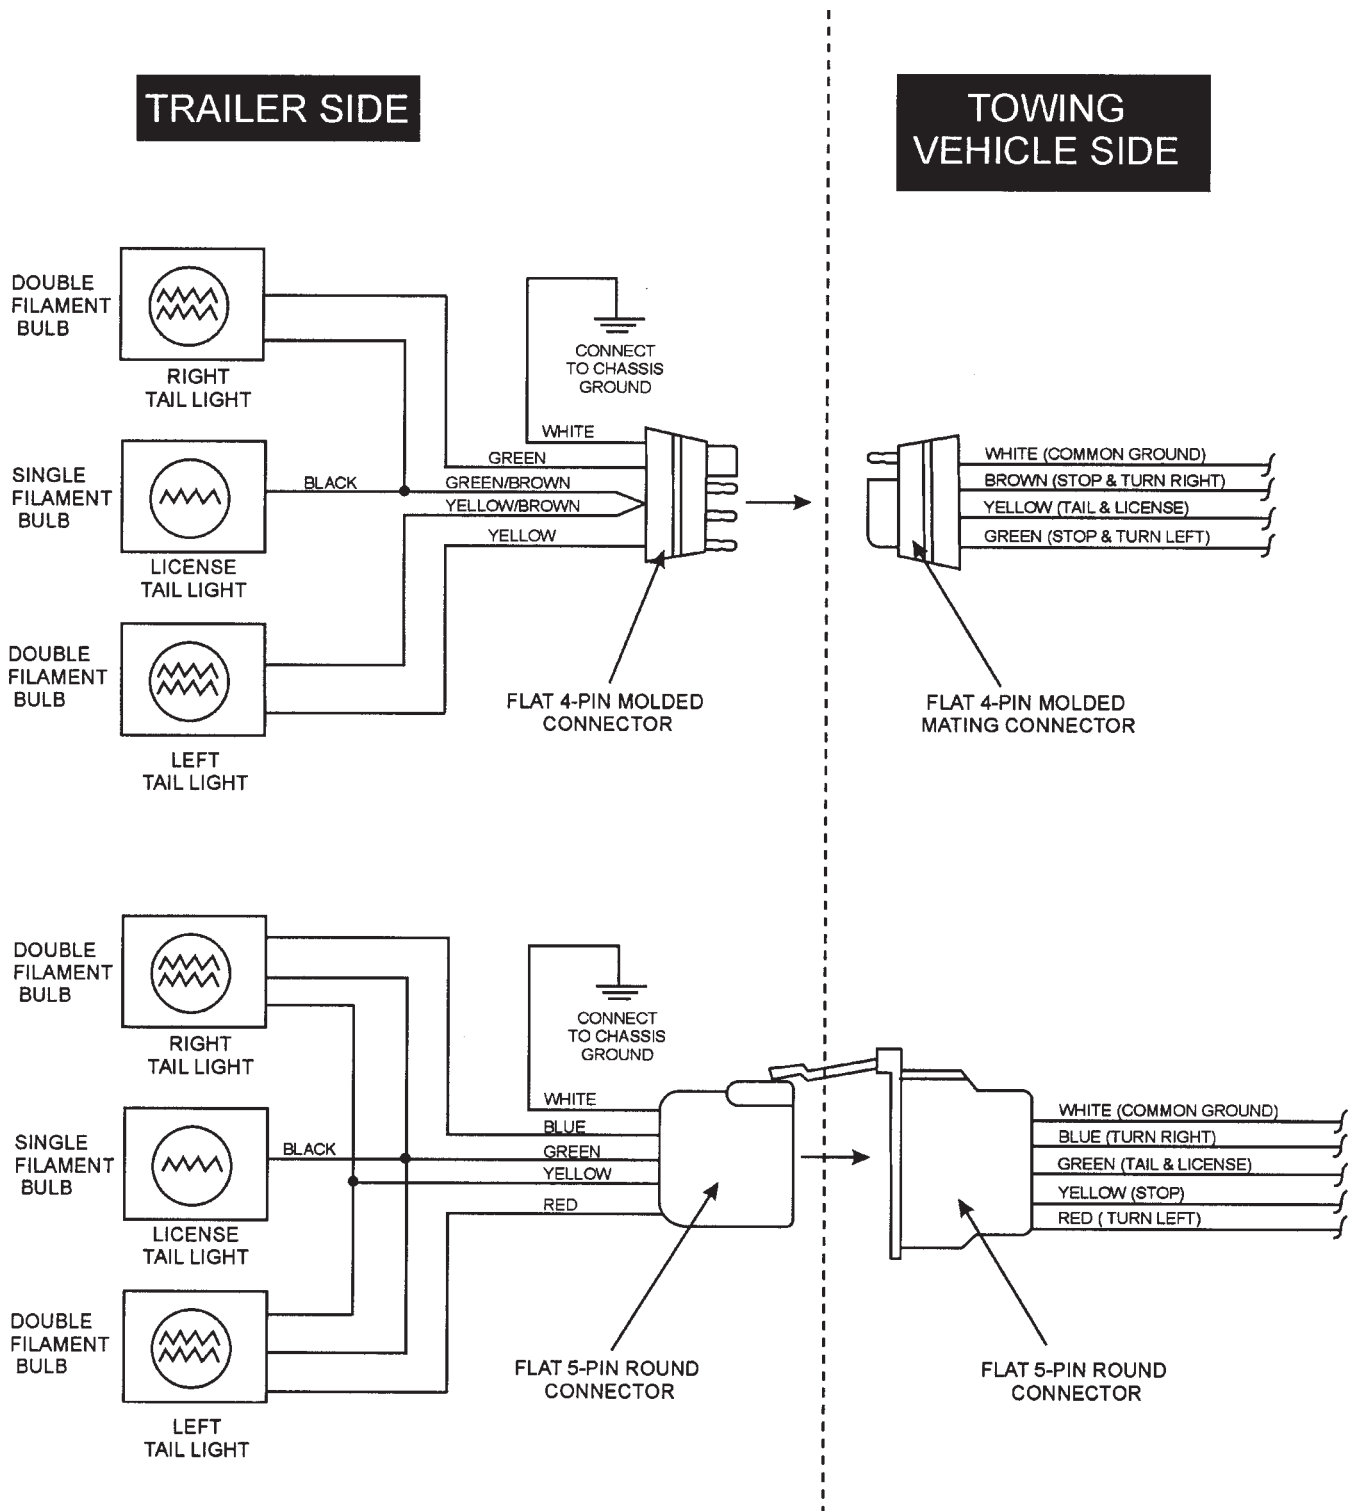 TRAILER SIDE
TOWING
VEHICLE SIDE
DOUBLE
FILAMENT
BULB
RIGHT
TAIL LIGHT
CONNECT
TO CHASSIS
GROUND
SINGLE
FILAMENT
BULB
BLACK
LICENSE
TAIL LIGHT
WHITE
GREEN
GREEN/BROWN
YELLOW/BROWN
YELLOW
WHITE (COMMON GROUND)
BROWN (STOP & TURN RIGHT)
YELLOW (TAIL & LICENSE)
GREEN (STOP & TURN LEFT)
DOUBLE
FILAMENT
BULB
LEFT
TAIL LIGHT
FLAT 4-PIN MOLDED
CONNECTOR
FLAT 4-PIN MOLDED
MATING CONNECTOR
DOUBLE
FILAMENT
BULB
RIGHT
TAIL LIGHT
CONNECT
TO CHASSIS
GROUND
SINGLE
FILAMENT
BULB
BLACK
LICENSE
TAIL LIGHT
WHITE
BLUE
GREEN
YELLOW
RED
WHITE (COMMON GROUND)
BLUE (TURN RIGHT)
GREEN (TAIL & LICENSE)
YELLOW (STOP)
RED ( TURN LEFT)
DOUBLE
FILAMENT
BULB
LEFT
TAIL LIGHT
FLAT 5-PIN ROUND
CONNECTOR
FLAT 5-PIN ROUND
CONNECTOR